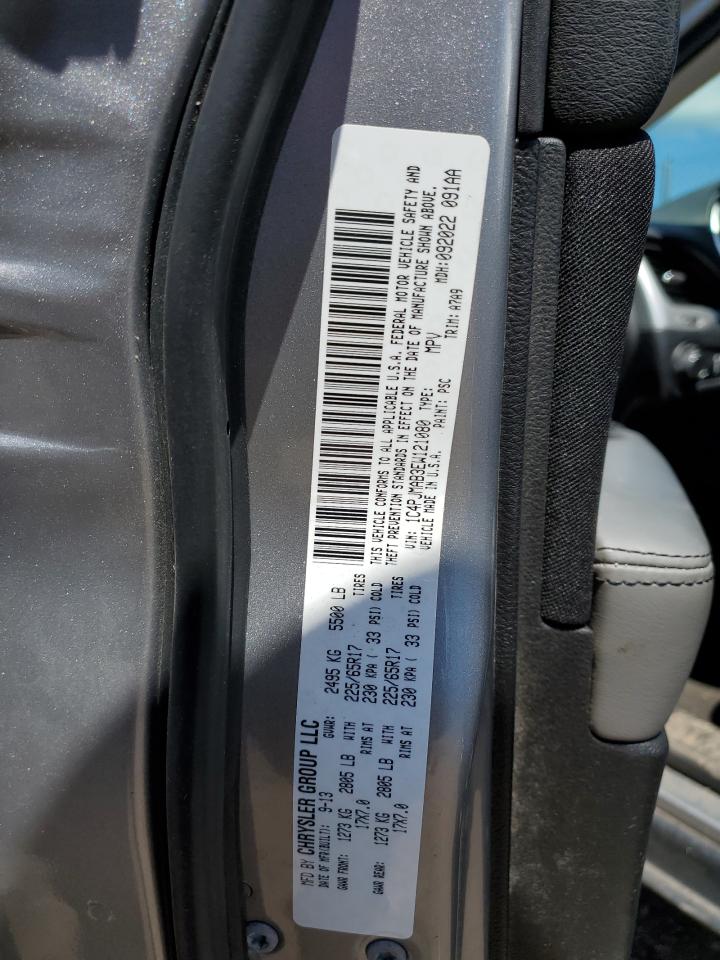 MFD BY CHRYSLER GROUP LLC
DATE OF MFR(BUILT): 9-13 GVWR: 2495 KG 5500 LB
GAWR FRONT: 1273 KG 2805 LB WITH 225/65R17 TIRES
17X7.0 RIMS AT 230 KPA ( 33 PSI) COLD
GAWR REAR: 1273 KG 2805 LB WITH 225/65R17 TIRES
17X7.0 RIMS AT 230 KPA ( 33 PSI) COLD
THIS VEHICLE CONFORMS TO ALL APPLICABLE U.S.A. FEDERAL MOTOR VEHICLE SAFETY AND
THEFT PREVENTION STANDARDS IN EFFECT ON THE DATE OF MANUFACTURE SHOWN ABOVE.
VIN: 1C4PJMAB3EW121080 TYPE: MPV MDH:092022 091AA
VEHICLE MADE IN U.S.A. PAINT: PSC TRIM: A7A9